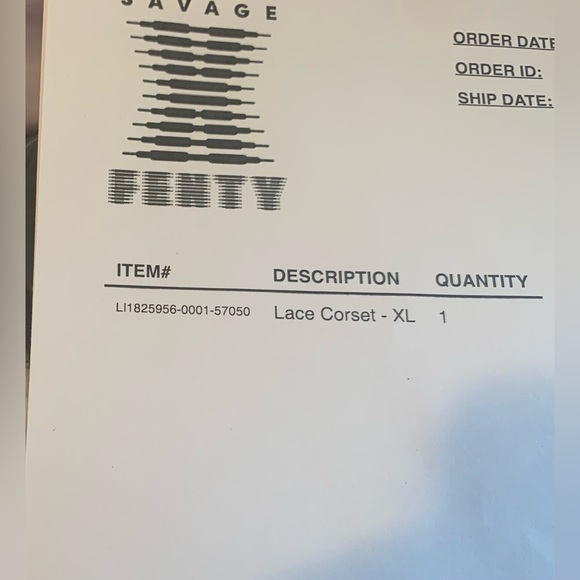 SAVAGE
FENTY
ORDER DATE
ORDER ID:
SHIP DATE:
ITEM# DESCRIPTION QUANTITY
LI1825956-0001-57050 Lace Corset - XL 1